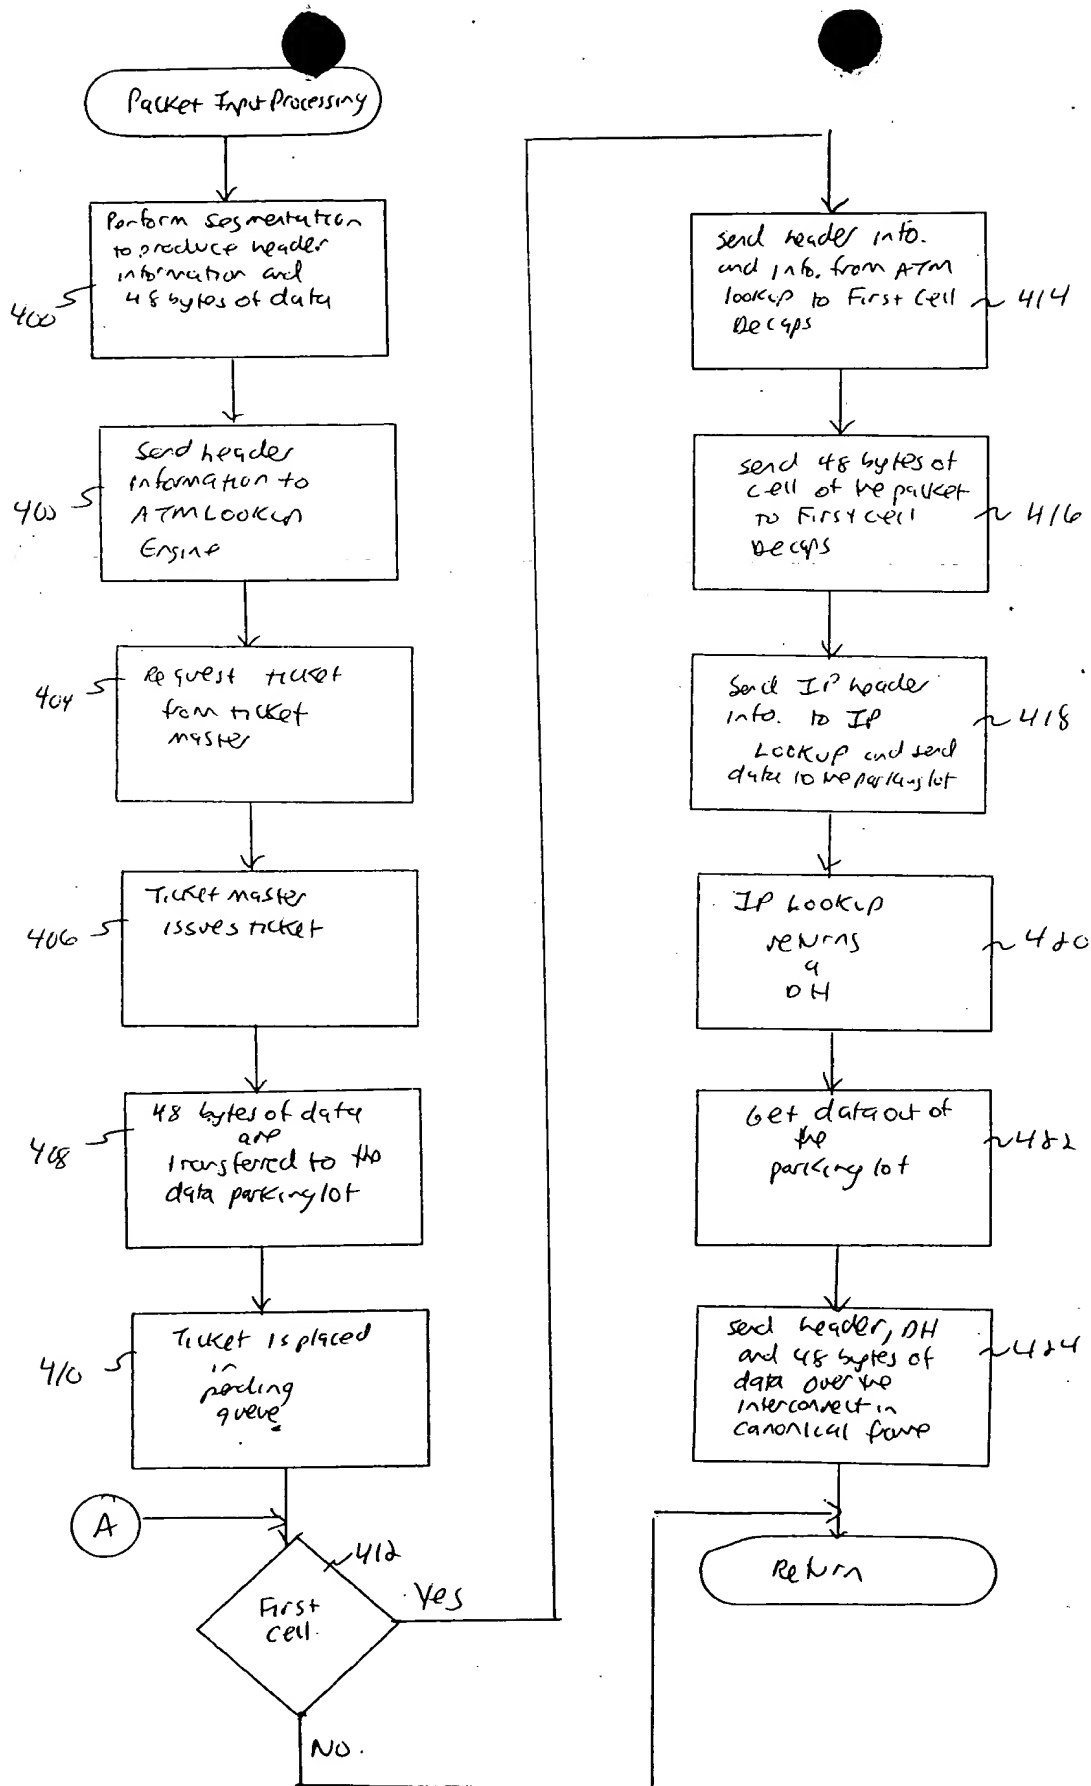 Packet Input Processing
Perform segmentation
to produce header
information and
48 bytes of data
400
Send header
information to
ATM LOOKUP
Engine
400
Request ticket
from ticket
master
404
Ticket master
issues ticket
406
48 bytes of data
are
transferred to the
data parking lot
408
Ticket is placed
in
pending
queue
410
A
412
First
cell
Yes
NO.
send header info.
and info. from ATM
lookup to First Cell
Decaps
414
send 48 bytes of
cell of the packet
to First cell
Decaps
416
Send IP header
info. to IP
Lookup and send
data to the parking lot
418
IP Lookup
returns
a
DH
420
Get data out of
the
parking lot
422
send header, DH
and 48 bytes of
data over the
interconnect in
canonical frame
424
Return